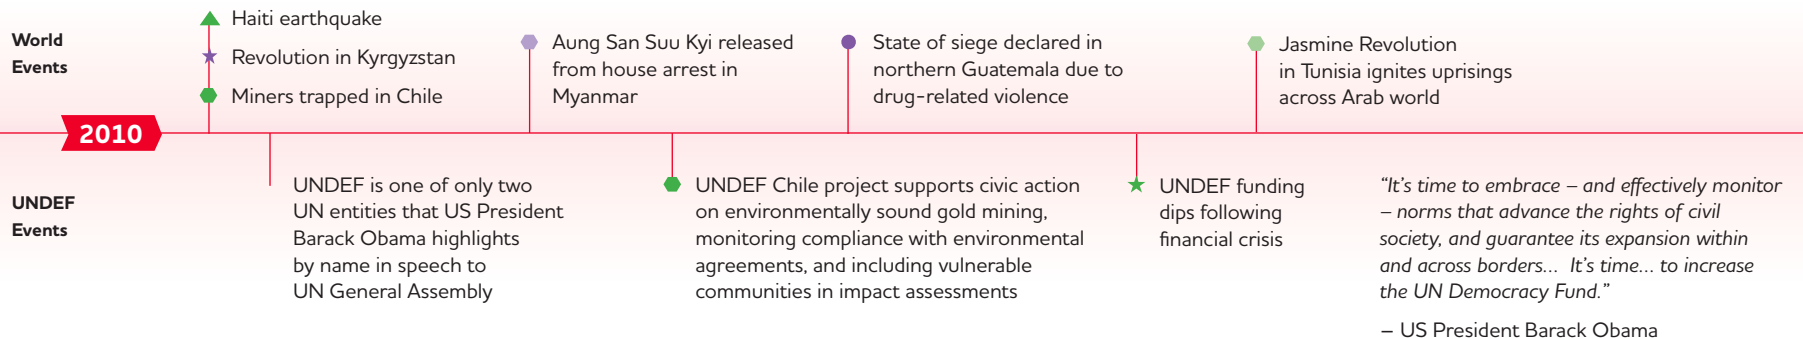 World
Events
Haiti earthquake
Revolution in Kyrgyzstan
Miners trapped in Chile
Aung San Suu Kyi released
from house arrest in
Myanmar
State of siege declared in
northern Guatemala due to
drug-related violence
Jasmine Revolution
in Tunisia ignites uprisings
across Arab world
2010
UNDEF
Events
UNDEF is one of only two
UN entities that US President
Barack Obama highlights
by name in speech to
UN General Assembly
UNDEF Chile project supports civic action
on environmentally sound gold mining,
monitoring compliance with environmental
agreements, and including vulnerable
communities in impact assessments
UNDEF funding
dips following
financial crisis
“It’s time to embrace – and effectively monitor
– norms that advance the rights of civil
society, and guarantee its expansion within
and across borders... It’s time... to increase
the UN Democracy Fund.”
– US President Barack Obama